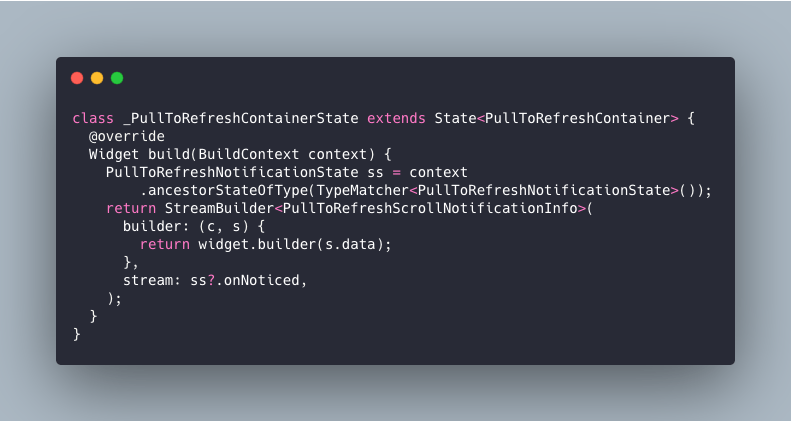 class _PullToRefreshContainerState extends State<PullToRefreshContainer> {
  @override
  Widget build(BuildContext context) {
    PullToRefreshNotificationState ss = context
        .ancestorStateOfType(TypeMatcher<PullToRefreshNotificationState>());
    return StreamBuilder<PullToRefreshScrollNotificationInfo>(
      builder: (c, s) {
        return widget.builder(s.data);
      },
      stream: ss?.onNoticed,
    );
  }
}